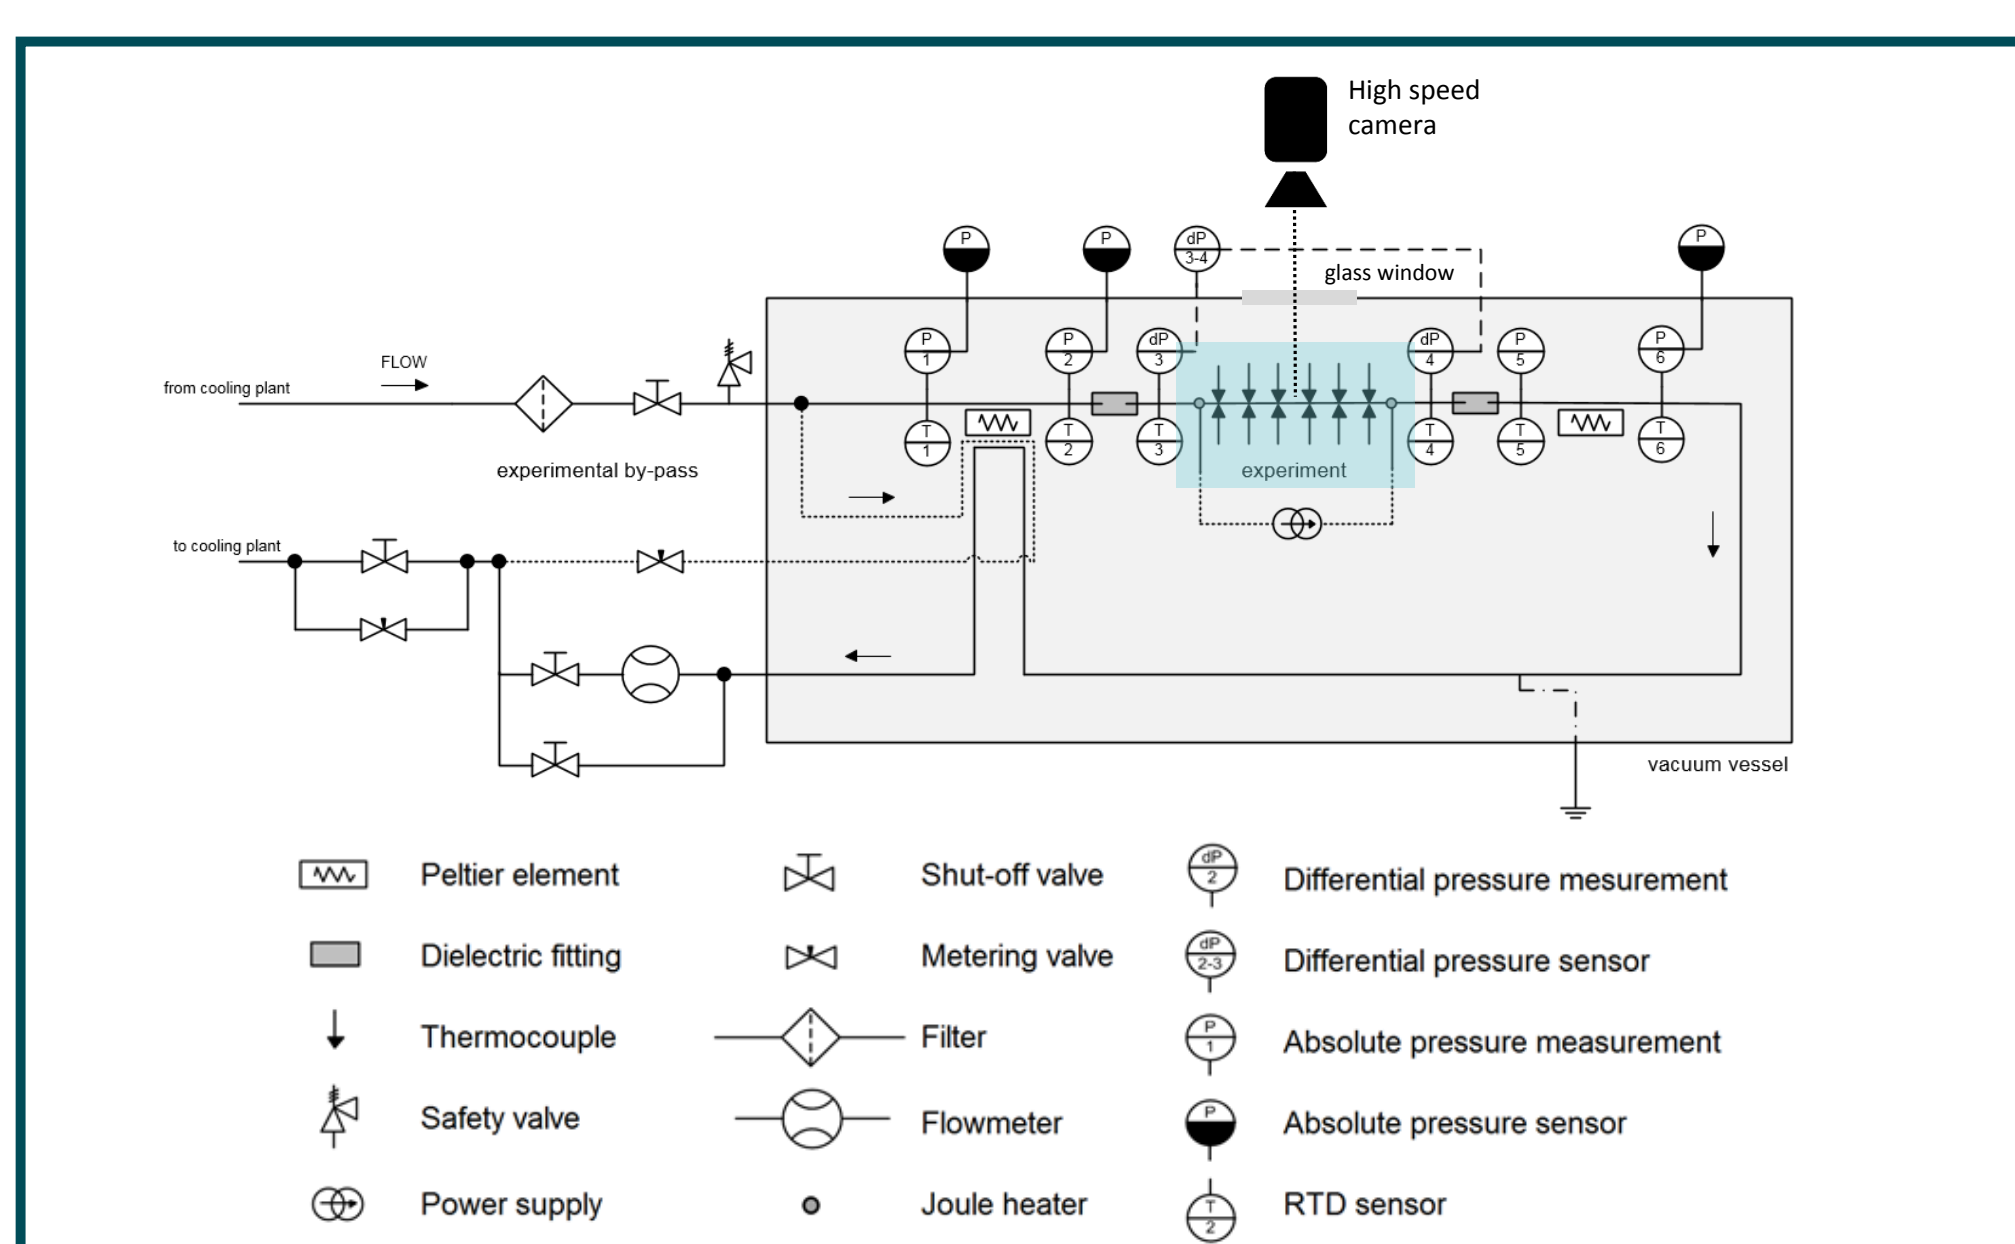 High speed
camera
P
P
dP
3-4
P
glass window
P
1
P
2
dP
3
dP
4
P
5
P
6
FLOW
from cooling plant
T
1
T
2
T
3
T
4
T
5
T
6
experimental by-pass
experiment
to cooling plant
vacuum vessel
Peltier element
Shut-off valve
dP
2
Differential pressure mesurement
Dielectric fitting
Metering valve
dP
2-3
Differential pressure sensor
Thermocouple
Filter
P
1
Absolute pressure measurement
Safety valve
Flowmeter
P
Absolute pressure sensor
Power supply
Joule heater
T
2
RTD sensor